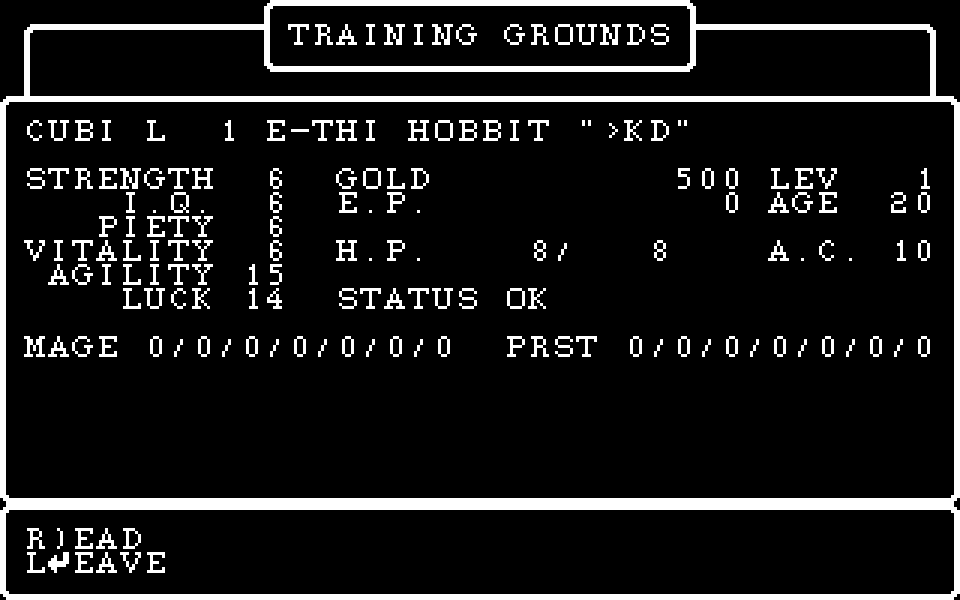 TRAINING GROUNDS
CUBI L 1 E-THI HOBBIT ">KD"
STRENGTH 6 GOLD 500 LEV 1
I.Q. 6 E.P. 0 AGE 20
PIETY 6
VITALITY 6 H.P. 8/ 8 A.C. 10
AGILITY 15
LUCK 14 STATUS OK
MAGE 0/0/0/0/0/0/0 PRST 0/0/0/0/0/0/0
R)EAD
L↵EAVE